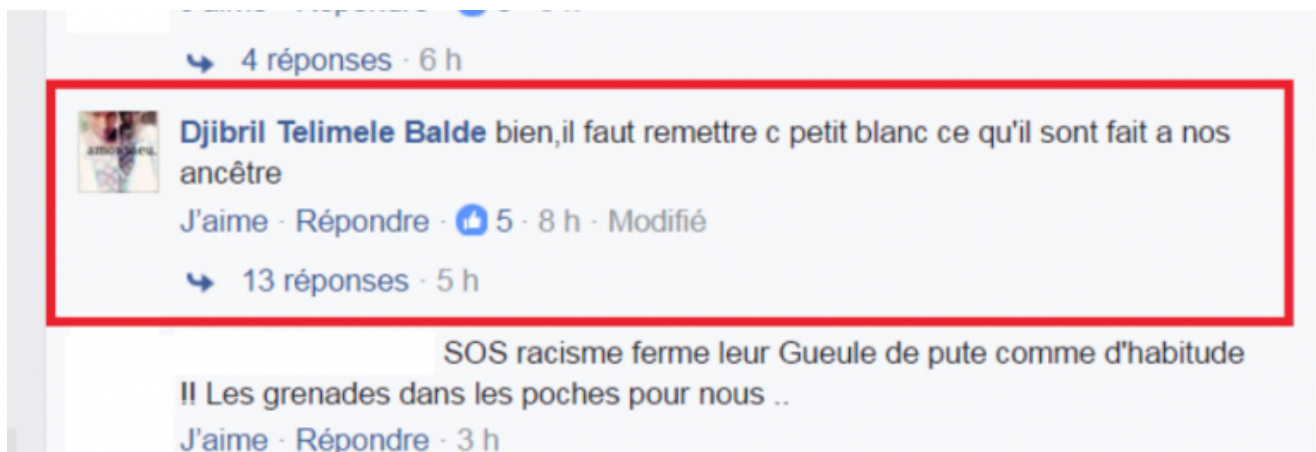 4 réponses · 6 h
Djibril Telimele Balde bien,il faut remettre c petit blanc ce qu'il sont fait a nos
ancêtre
J'aime · Répondre · 5 · 8 h · Modifié
13 réponses · 5 h
SOS racisme ferme leur Gueule de pute comme d'habitude
!! Les grenades dans les poches pour nous ..
J'aime · Répondre · 3 h